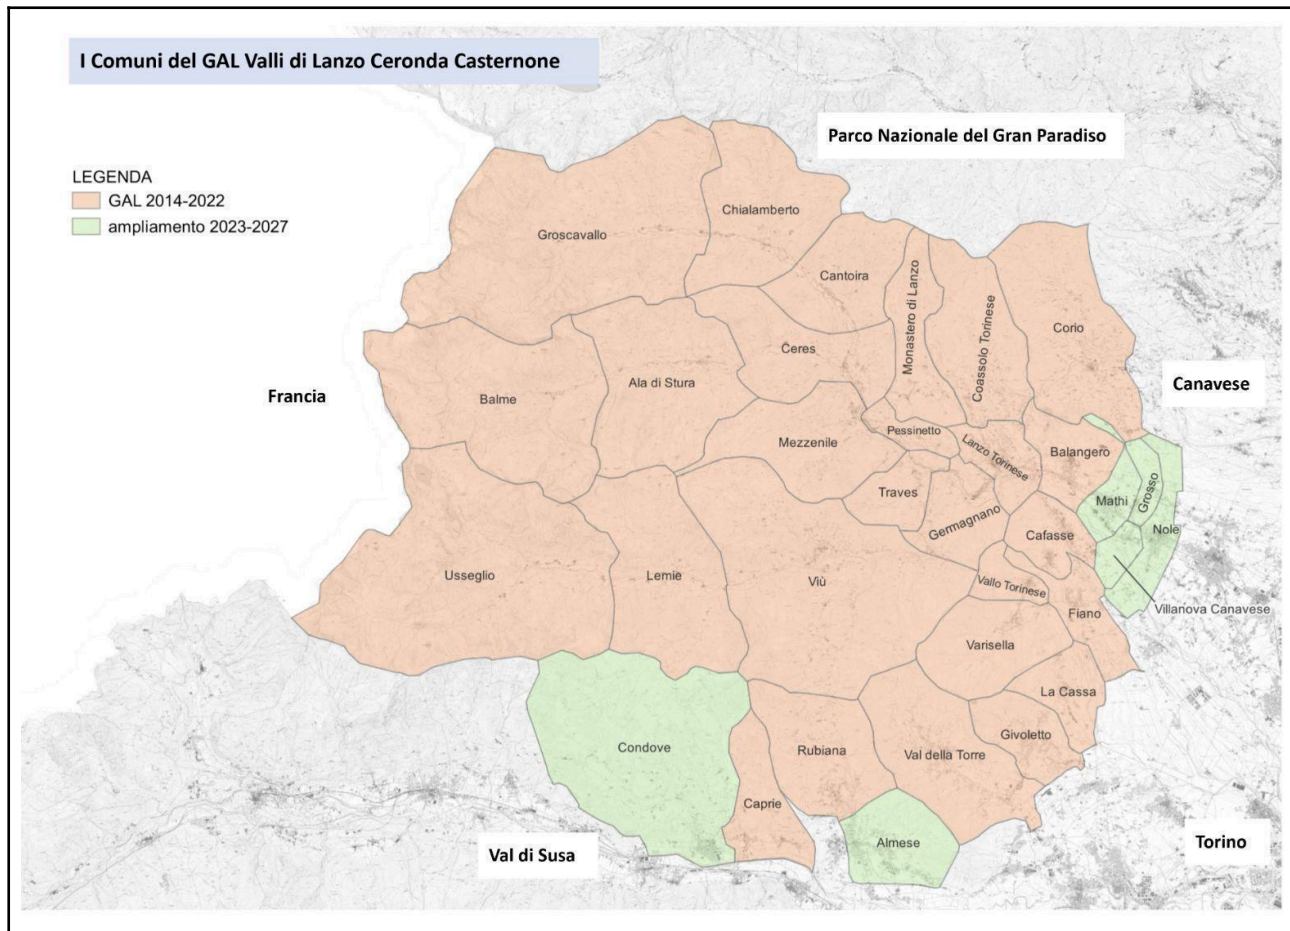 I Comuni del GAL Valli di Lanzo Ceronda Casternone
Parco Nazionale del Gran Paradiso
LEGENDA
GAL 2014-2022
ampliamento 2023-2027
Chialamberto
Groscavallo
Cantoira
Monastero di Lanzo
Coassolo Torinese
Corio
Ceres
Francia
Balme
Ala di Stura
Canavese
Mezzenile
Pessinetto
Lanzo Torinese
Balangero
Traves
Germagnano
Mathi
Grosso
Nole
Cafasse
Usseglio
Lemie
Viù
Vallo Torinese
Fiano
Villanova Canavese
Varisella
La Cassa
Givoletto
Condove
Rubiana
Val della Torre
Caprie
Almese
Val di Susa
Torino